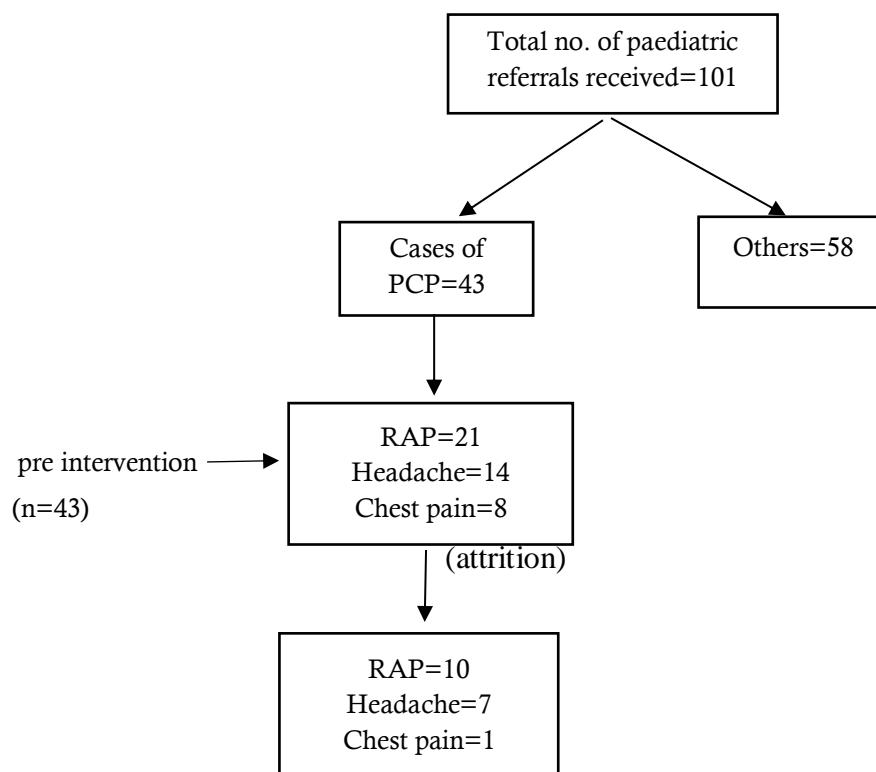 Total no. of paediatric
referrals received=101
Cases of
PCP=43
Others=58
RAP=21
Headache=14
Chest pain=8
pre intervention
(n=43)
(attrition)
RAP=10
Headache=7
Chest pain=1